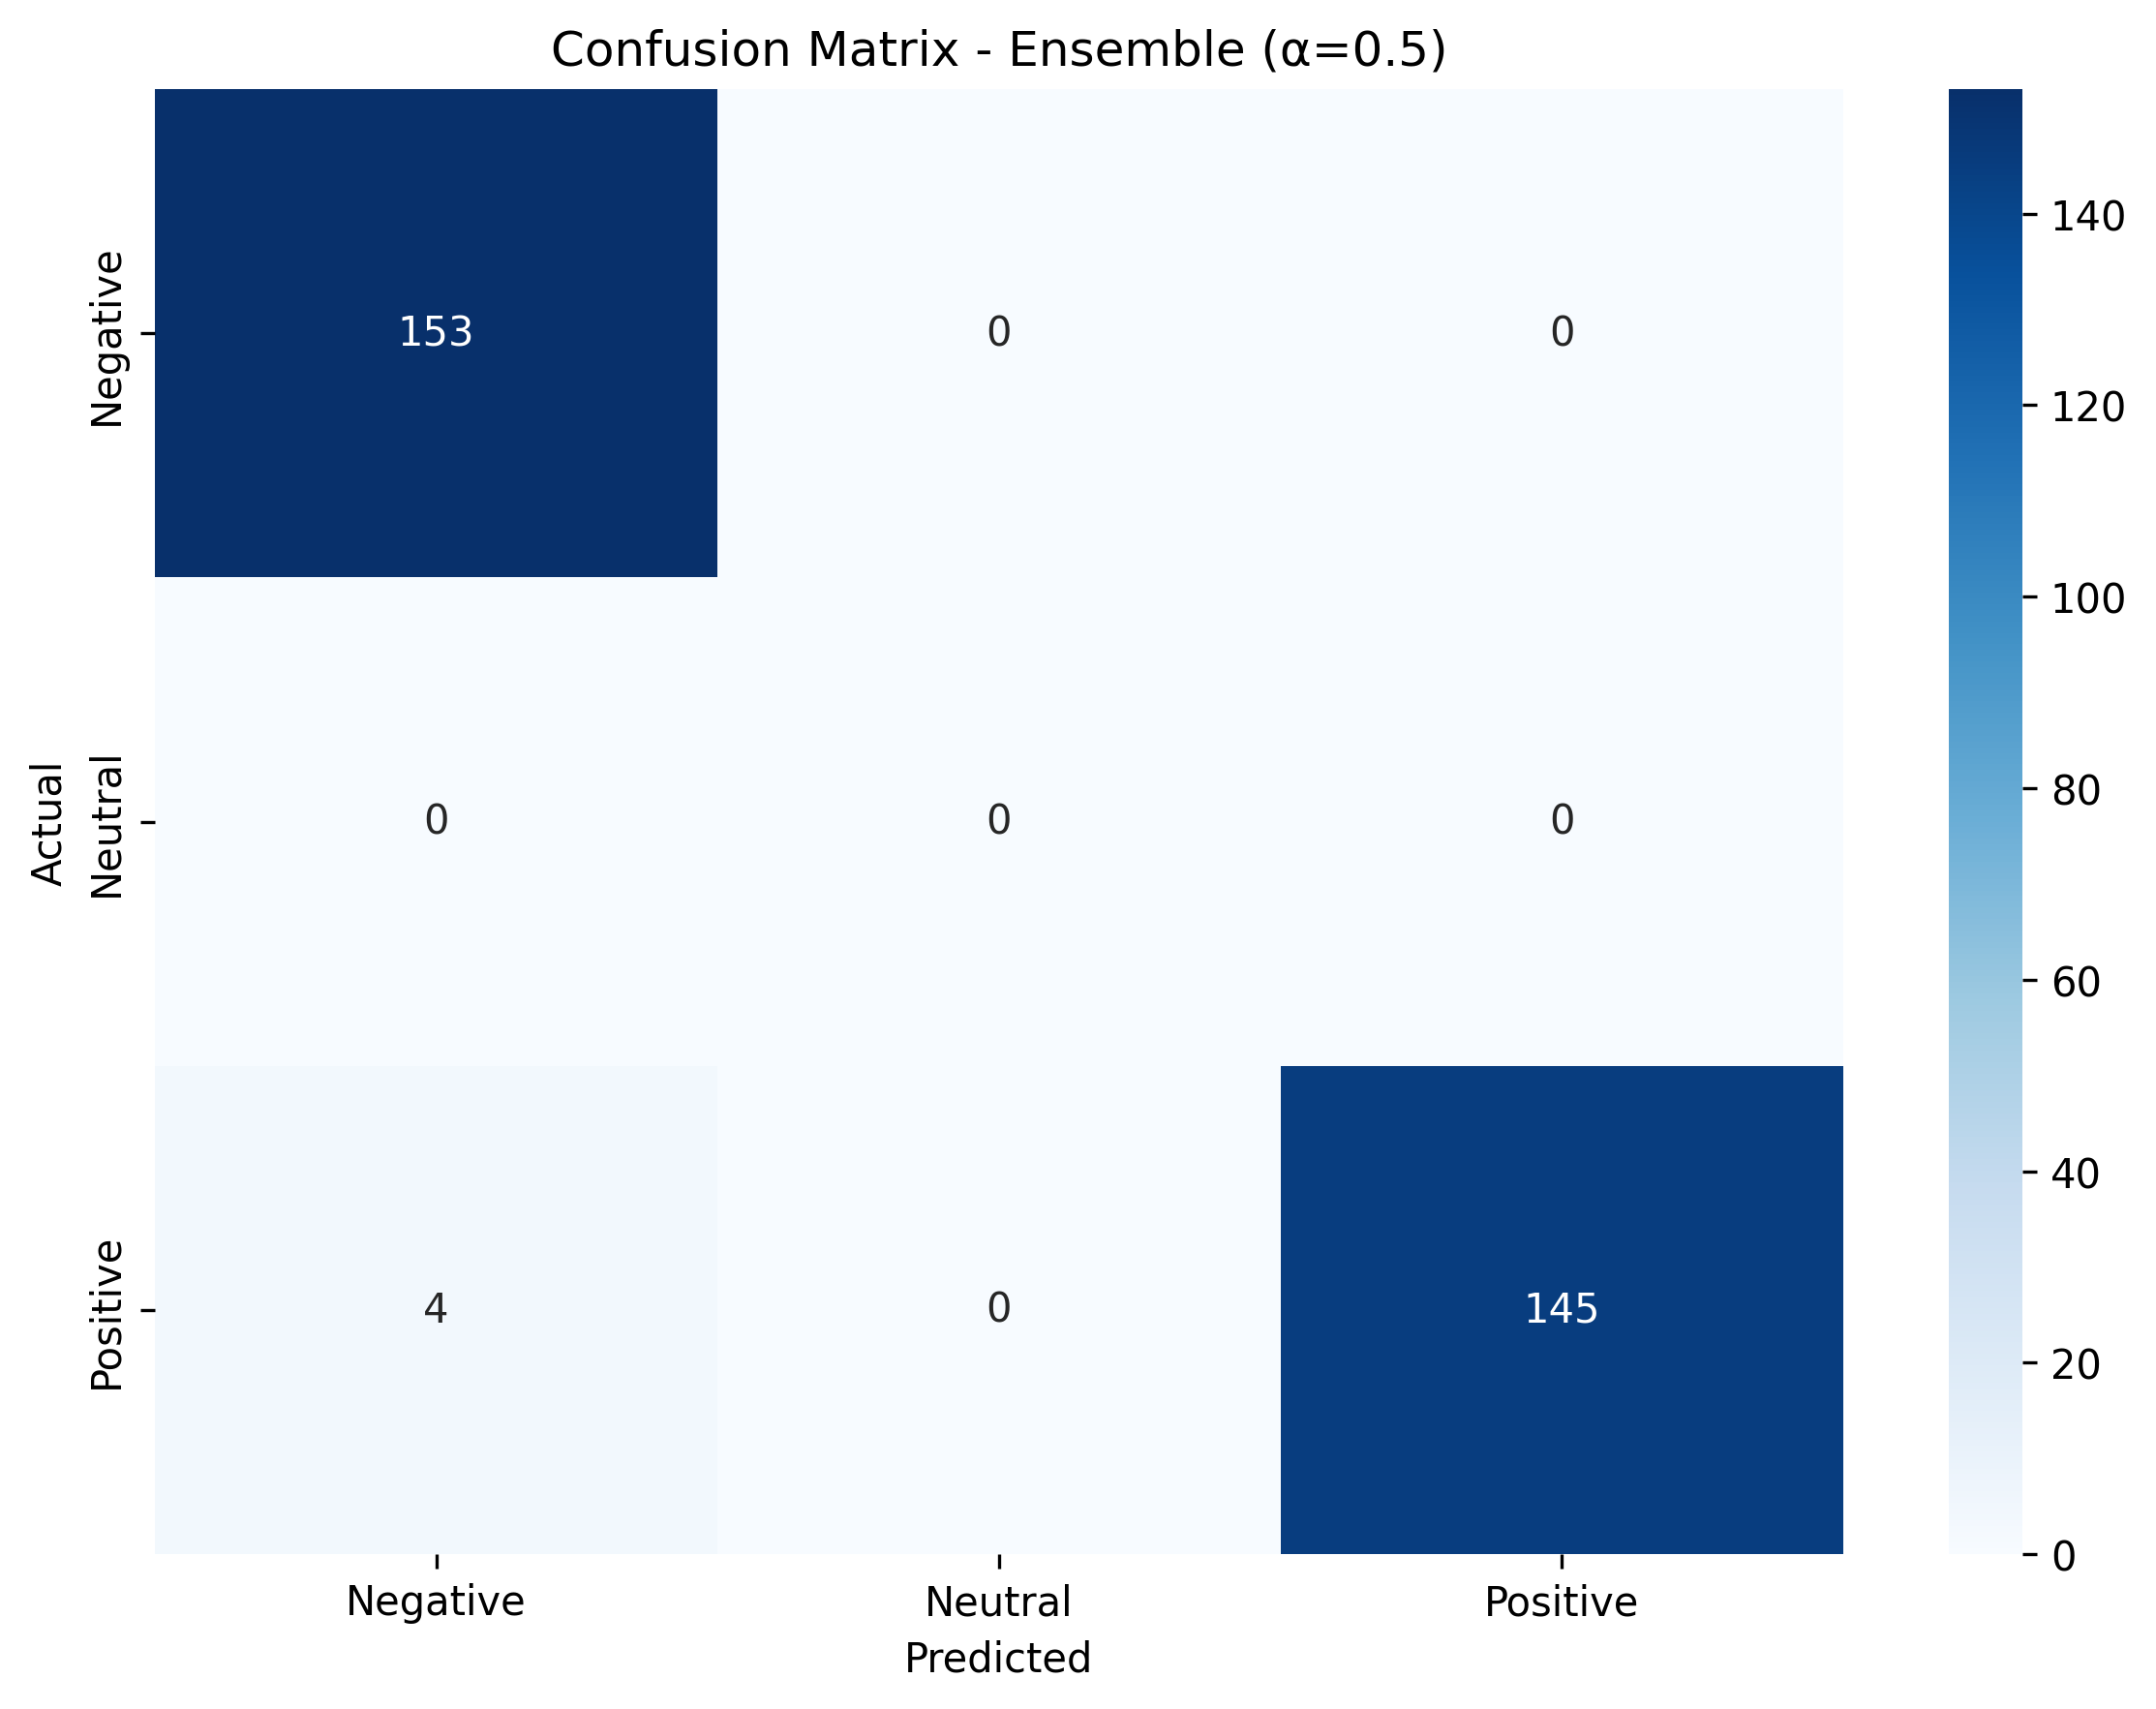 Confusion Matrix - Ensemble (α=0.5)
Actual
Negative
153 0 0
Neutral
0 0 0
Positive
4 0 145
Negative Neutral Positive
Predicted
140
120
100
80
60
40
20
0